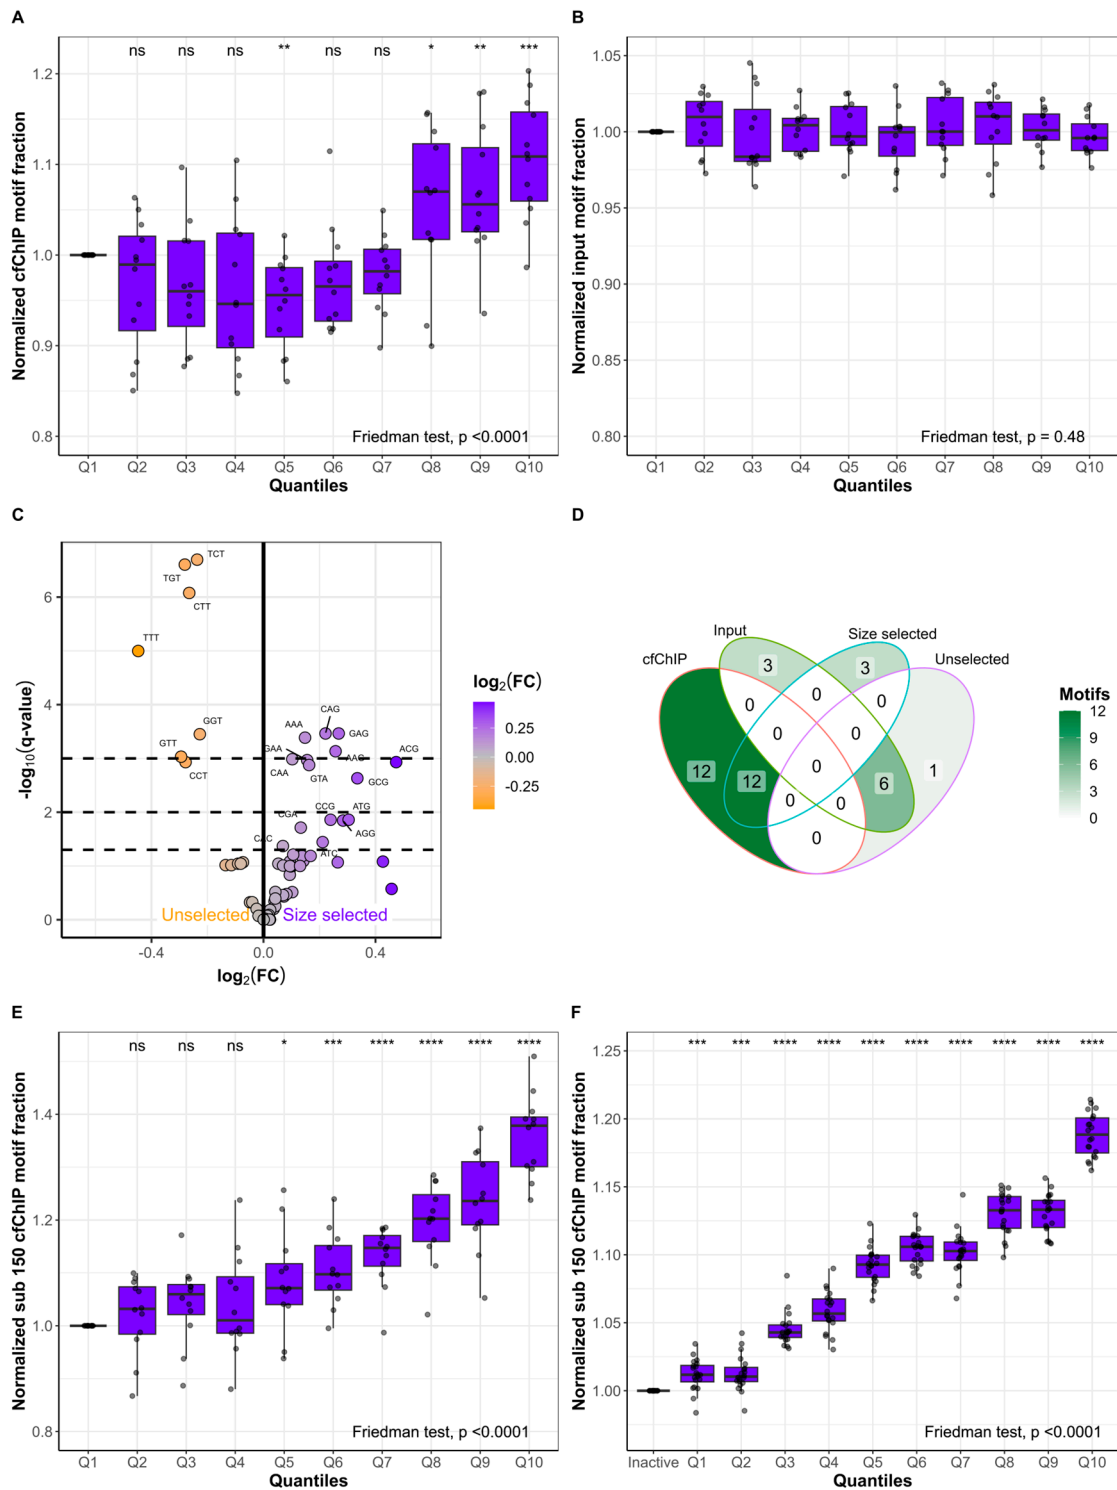 A
ns ns ns ** ns ns * ** ***
Normalized cfChIP motif fraction
1.2
1.1
1.0
0.9
0.8
Friedman test, p <0.0001
Q1 Q2 Q3 Q4 Q5 Q6 Q7 Q8 Q9 Q10
Quantiles
B
Normalized input motif fraction
1.05
1.00
0.95
0.90
0.85
0.80
Friedman test, p = 0.48
Q1 Q2 Q3 Q4 Q5 Q6 Q7 Q8 Q9 Q10
Quantiles
C
-log10(q-value)
6
4
2
0
TCT
TGT
CTT
TTT
GGT
GTT
CCT
CAG
AAA
GAG
GAA
AAG
ACG
CAA
GTA
GCG
CCG
ATG
CGA
AGG
CAC
ATC
Unselected
Size selected
-0.4 0.0 0.4
log2(FC)
log2(FC)
0.25
0.00
-0.25
D
Input
Size selected
cfChIP
Unselected
3
3
0
0
0
12
12
0
0
6
1
0
0
0
Motifs
12
9
6
3
0
E
ns ns ns * *** **** **** **** ****
Normalized sub 150 cfChIP motif fraction
1.4
1.2
1.0
0.8
Friedman test, p <0.0001
Q1 Q2 Q3 Q4 Q5 Q6 Q7 Q8 Q9 Q10
Quantiles
F
*** *** **** **** **** **** **** **** **** ****
Normalized sub 150 cfChIP motif fraction
1.25
1.20
1.15
1.10
1.05
1.00
Friedman test, p <0.0001
Inactive Q1 Q2 Q3 Q4 Q5 Q6 Q7 Q8 Q9 Q10
Quantiles